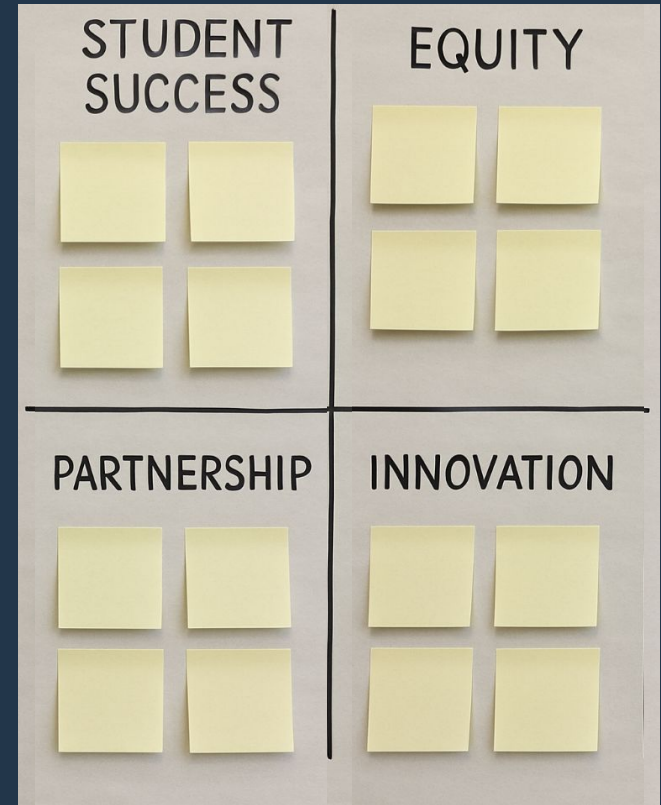 STUDENT
SUCCESS
EQUITY
PARTNERSHIP
INNOVATION